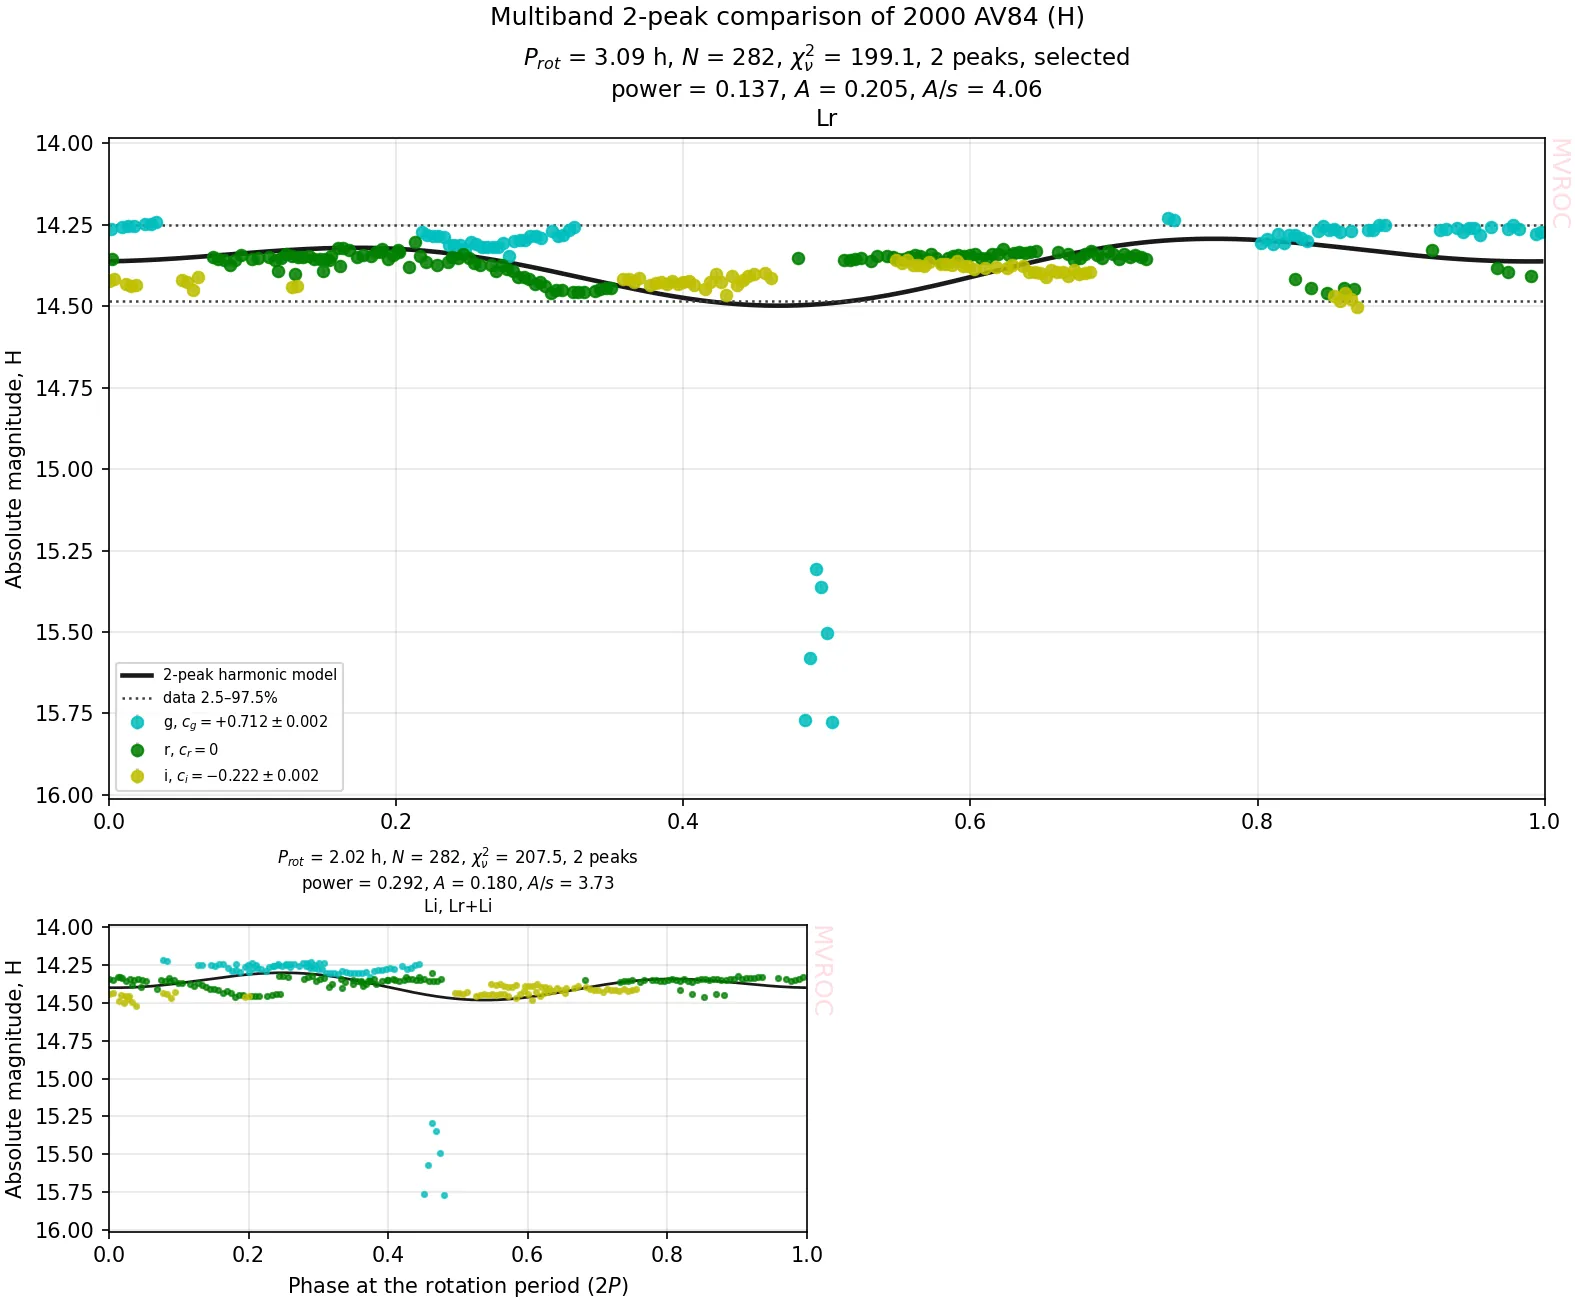 Multiband 2-peak comparison of 2000 AV84 (H)
P_rot = 3.09 h, N = 282, χ²_ν = 199.1, 2 peaks, selected
power = 0.137, A = 0.205, A/s = 4.06
Lr
MVROC
14.00
14.25
14.50
14.75
15.00
15.25
15.50
15.75
16.00
Absolute magnitude, H
2-peak harmonic model
data 2.5–97.5%
g, c_g = +0.712 ± 0.002
r, c_r = 0
i, c_i = −0.222 ± 0.002
0.0 0.2 0.4 0.6 0.8 1.0
P_rot = 2.02 h, N = 282, χ²_ν = 207.5, 2 peaks
power = 0.292, A = 0.180, A/s = 3.73
Li, Lr+Li
MVROC
14.00
14.25
14.50
14.75
15.00
15.25
15.50
15.75
16.00
Absolute magnitude, H
0.0 0.2 0.4 0.6 0.8 1.0
Phase at the rotation period (2P)